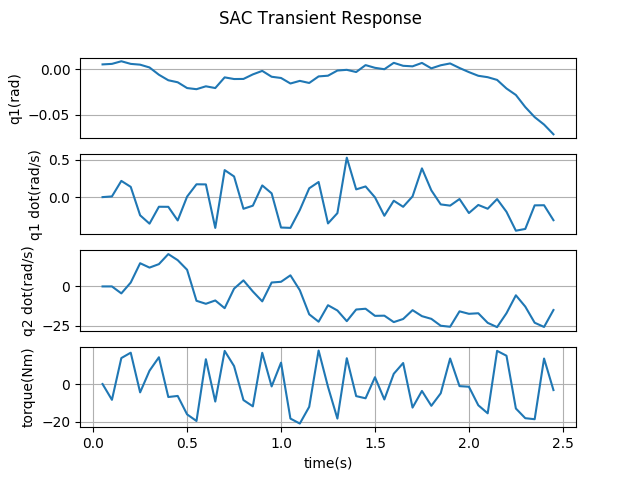 SAC Transient Response
q1(rad)
0.00
−0.05
q1 dot(rad/s)
0.5
0.0
q2 dot(rad/s)
0
−25
torque(Nm)
0
−20
0.0 0.5 1.0 1.5 2.0 2.5
time(s)